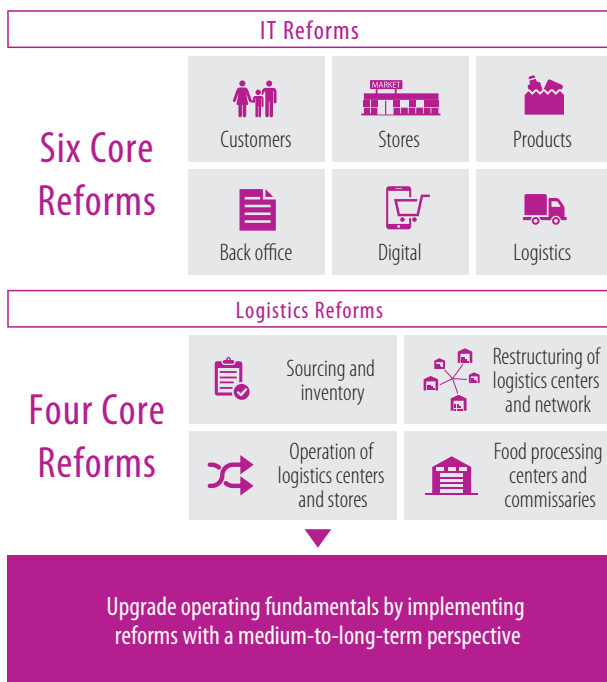 IT Reforms
Six Core
Reforms
Customers
MARKET
Stores
Products
Back office
Digital
Logistics
Logistics Reforms
Four Core
Reforms
Sourcing and
inventory
Restructuring of
logistics centers
and network
Operation of
logistics centers
and stores
Food processing
centers and
commissaries
Upgrade operating fundamentals by implementing
reforms with a medium-to-long-term perspective